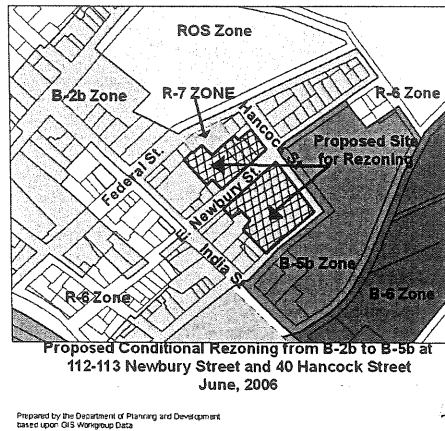 ROS Zone
B-2b Zone
R-7 ZONE
R-6 Zone
Hancoc St.
Proposed Site
for Rezoning
Federal St.
Newbury St.
E.
India St.
R-6 Zone
B-5b Zone
B-6 Zone
Proposed Conditional Rezoning from B-2b to B-5b at
112-113 Newbury Street and 40 Hancock Street
June, 2006
Prepared by the Department of Planning and Development
based upon GIS Workgroup Data